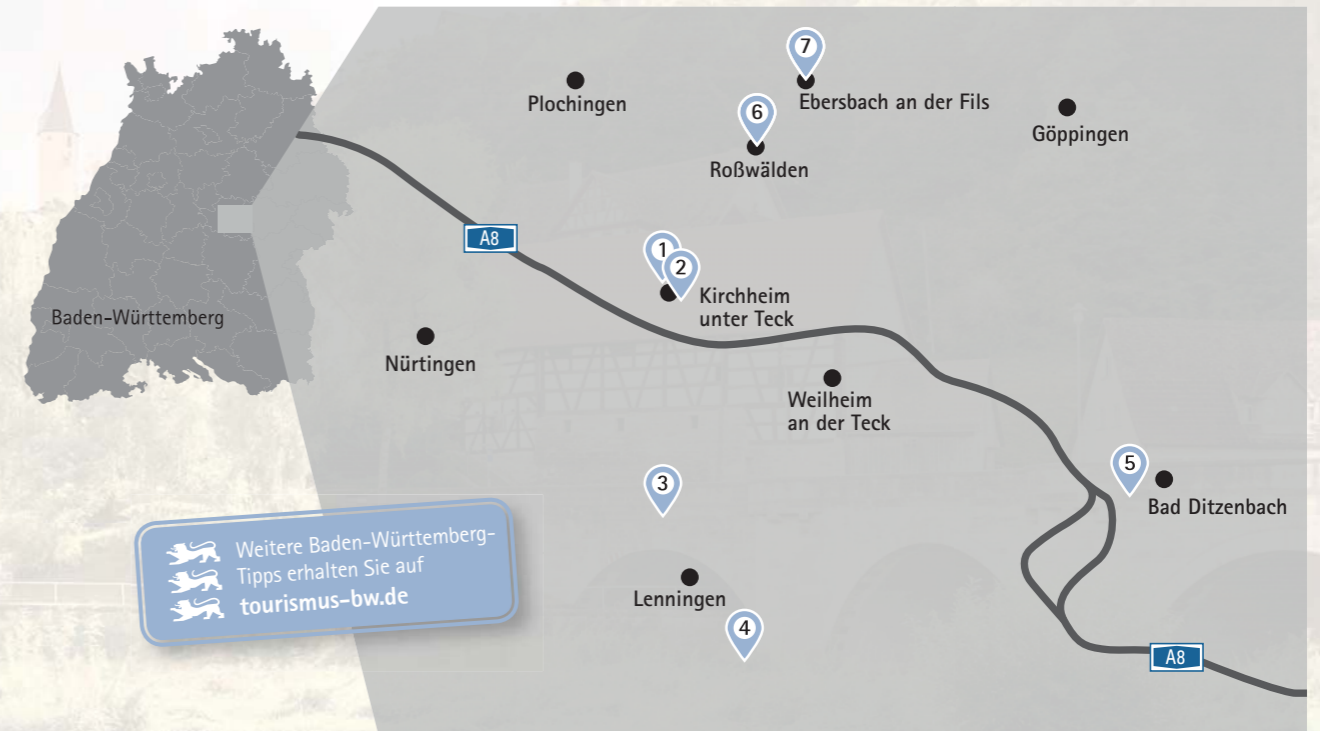 7
Plochingen
Ebersbach an der Fils
6
Göppingen
Roßwälden
A8
1
2
Kirchheim
unter Teck
Baden-Württemberg
Nürtingen
Weilheim
an der Teck
5
3
Bad Ditzenbach
Weitere Baden-Württemberg-
Tipps erhalten Sie auf
tourismus-bw.de
Lenningen
4
A8